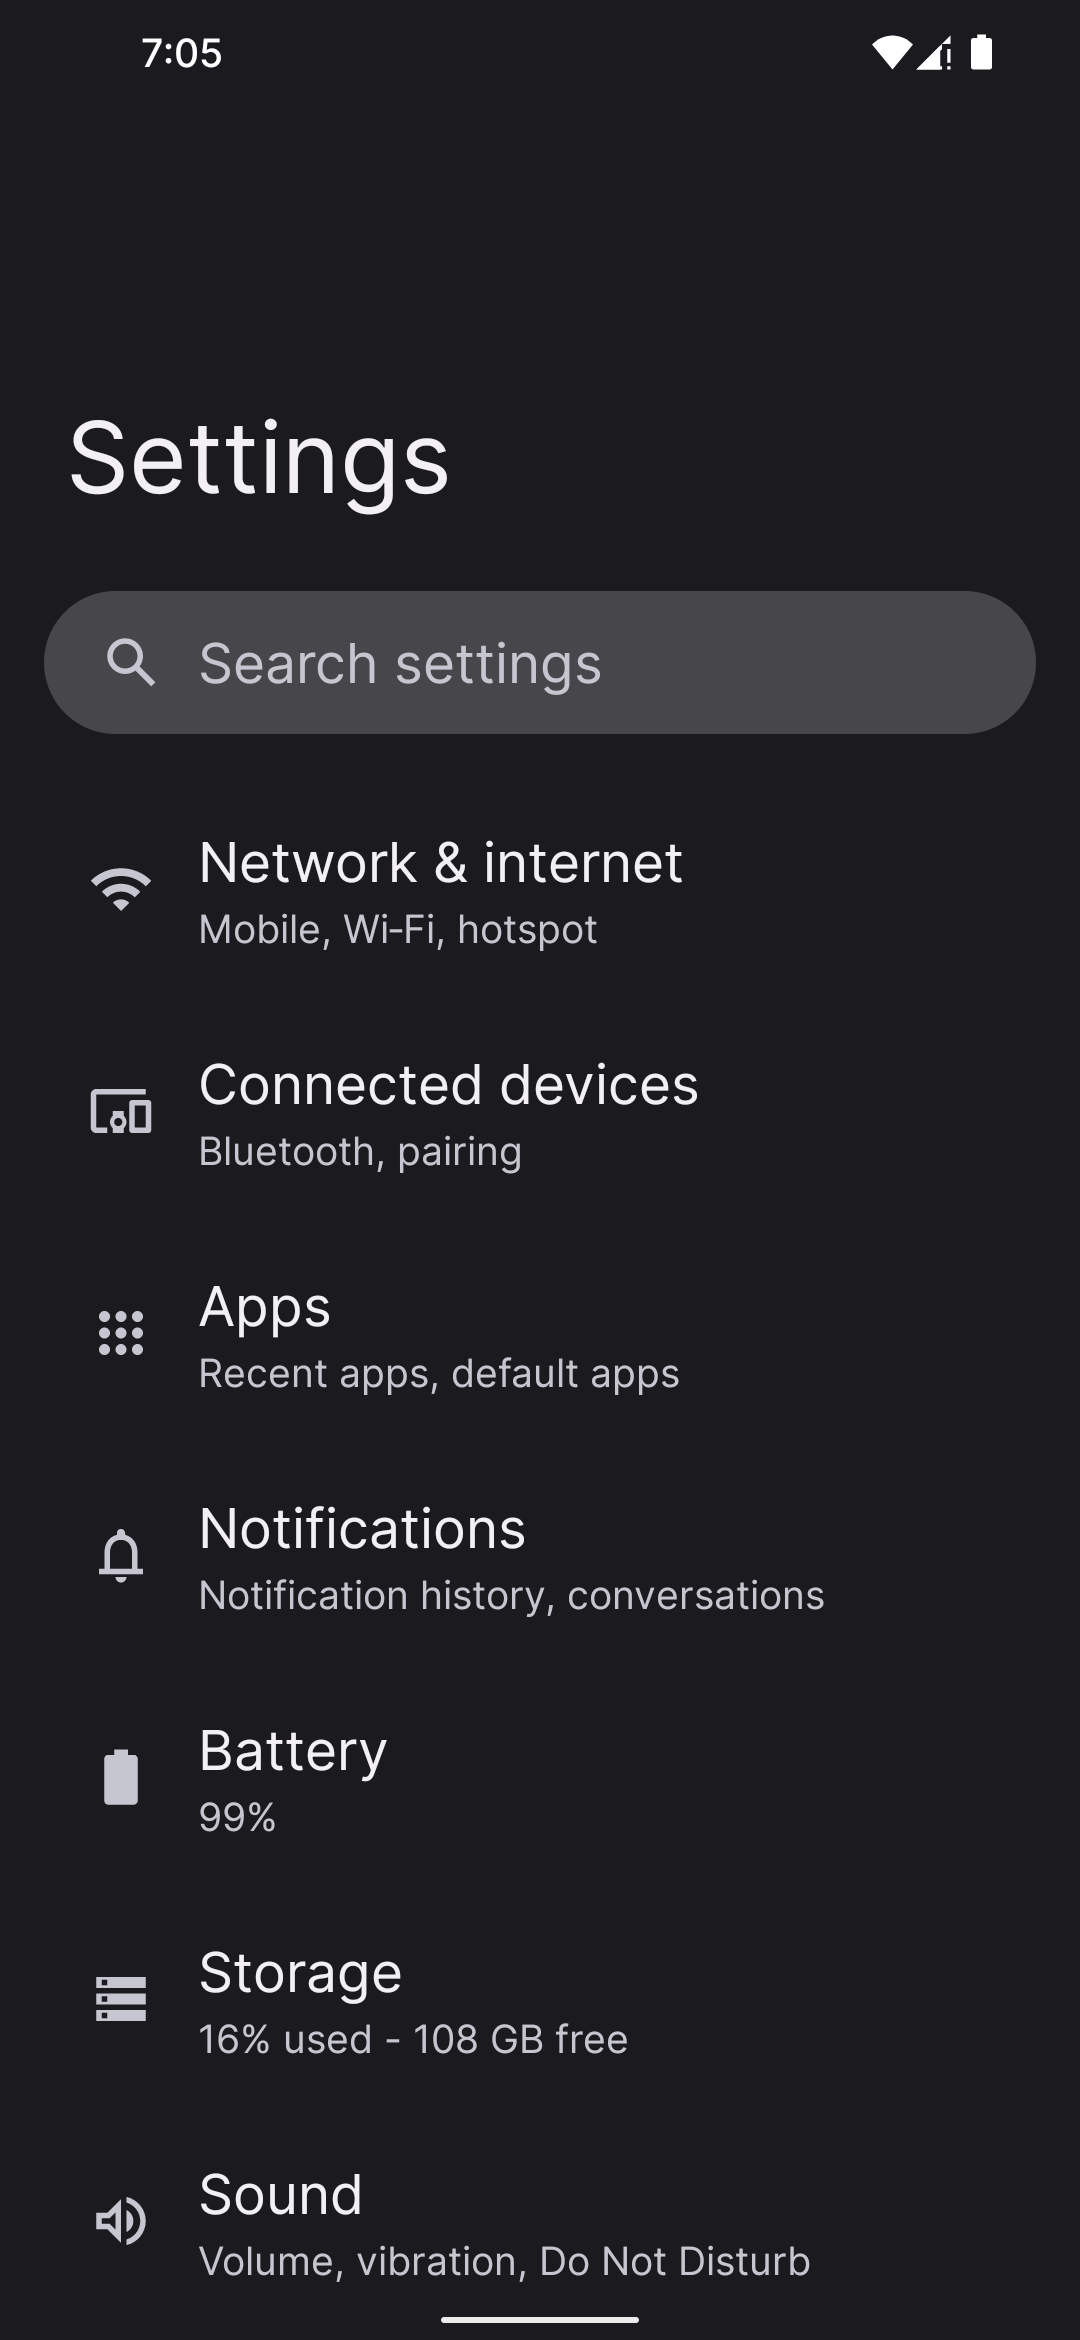 7:05
Settings
Search settings
Network & internet
Mobile, Wi-Fi, hotspot
Connected devices
Bluetooth, pairing
Apps
Recent apps, default apps
Notifications
Notification history, conversations
Battery
99%
Storage
16% used - 108 GB free
Sound
Volume, vibration, Do Not Disturb